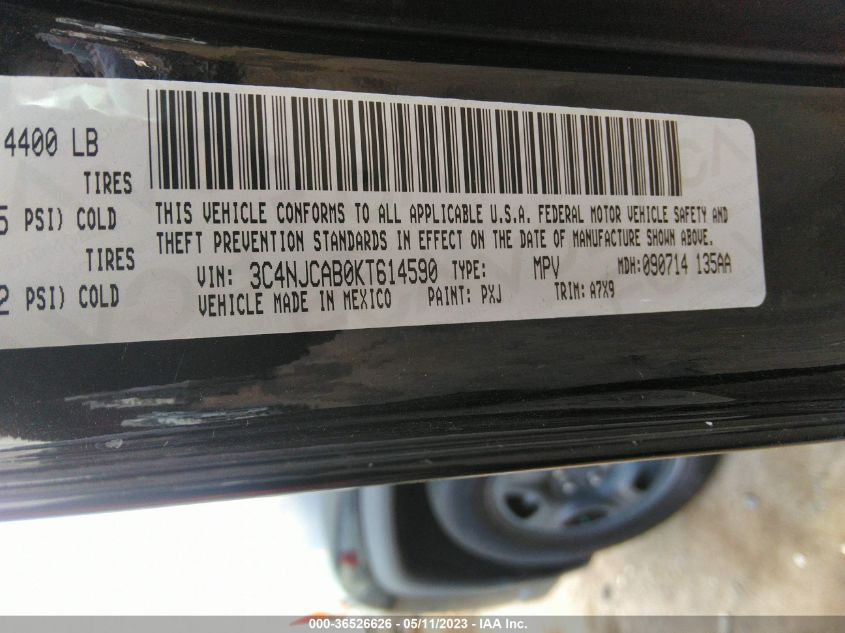 4400 LB
TIRES
PSI) COLD
TIRES
PSI) COLD
THIS VEHICLE CONFORMS TO ALL APPLICABLE U.S.A. FEDERAL MOTOR VEHICLE SAFETY AND
THEFT PREVENTION STANDARDS IN EFFECT ON THE DATE OF MANUFACTURE SHOWN ABOVE.
VIN: 3C4NJCAB0KT614590 TYPE: MPV MDH:090714 135AA
VEHICLE MADE IN MEXICO PAINT: PXJ TRIM: A7X9
000-36526626 - 05/11/2023 - IAA Inc.